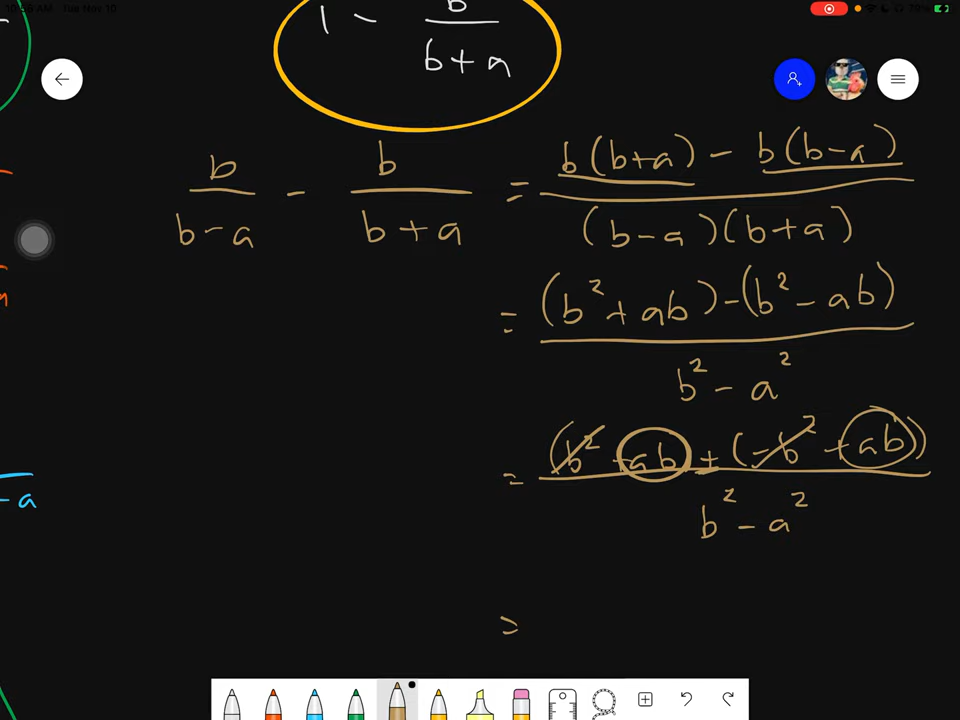 1 - b/(b+a)
b/(b-a) - b/(b+a) = (b(b+a) - b(b-a))/((b-a)(b+a))
= ((b²+ab)-(b²-ab))/(b²-a²)
= ((b²+ab)+(-b²+ab))/(b²-a²)
-a
=